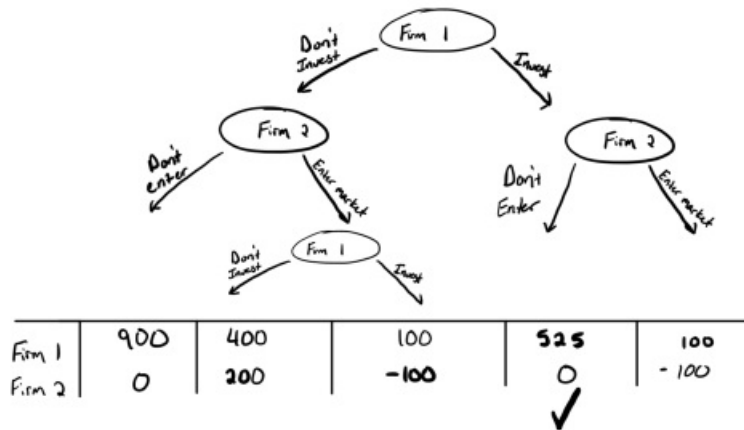 Firm 1
Don't
Invest
Invest
Firm 2
Firm 2
Don't
enter
Enter market
Don't
Enter
Enter market
Firm 1
Don't
Invest
Invest
Firm 1 900 400 100 525 100
Firm 2 0 200 -100 0 -100